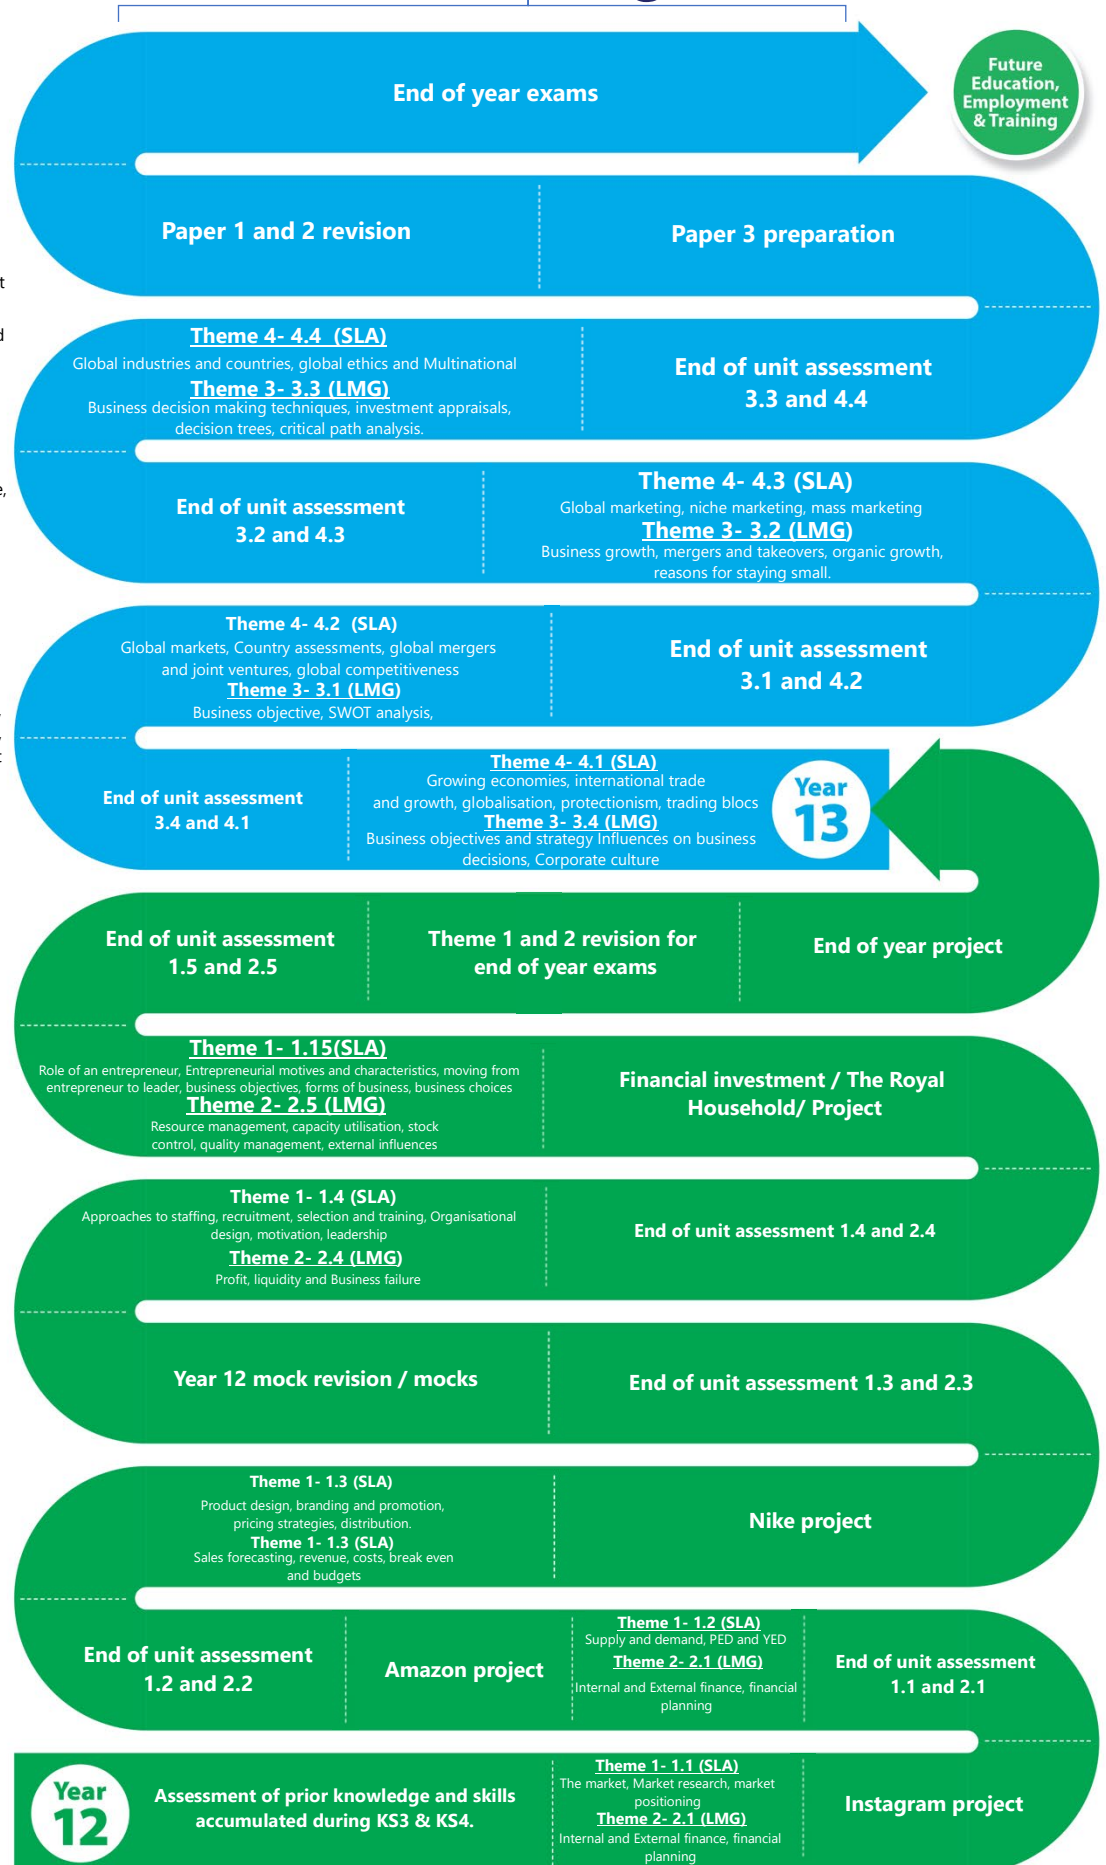 End of year exams
Future
Education,
Employment
& Training
Paper 1 and 2 revision
Paper 3 preparation
Theme 4- 4.4 (SLA)
Global industries and countries, global ethics and Multinational
Theme 3- 3.3 (LMG)
Business decision making techniques, investment appraisals,
decision trees, critical path analysis.
End of unit assessment
3.3 and 4.4
End of unit assessment
3.2 and 4.3
Theme 4- 4.3 (SLA)
Global marketing, niche marketing, mass marketing
Theme 3- 3.2 (LMG)
Business growth, mergers and takeovers, organic growth,
reasons for staying small.
Theme 4- 4.2 (SLA)
Global markets, Country assessments, global mergers
and joint ventures, global competitiveness
Theme 3- 3.1 (LMG)
Business objective, SWOT analysis,
End of unit assessment
3.1 and 4.2
End of unit assessment
3.4 and 4.1
Theme 4- 4.1 (SLA)
Growing economies, international trade
and growth, globalisation, protectionism, trading blocs
Theme 3- 3.4 (LMG)
Business objectives and strategy Influences on business
decisions, Corporate culture
Year
13
End of unit assessment
1.5 and 2.5
Theme 1 and 2 revision for
end of year exams
End of year project
Theme 1- 1.15(SLA)
Role of an entrepreneur, Entrepreneurial motives and characteristics, moving from
entrepreneur to leader, business objectives, forms of business, business choices
Theme 2- 2.5 (LMG)
Resource management, capacity utilisation, stock
control, quality management, external influences
Financial investment / The Royal
Household/ Project
Theme 1- 1.4 (SLA)
Approaches to staffing, recruitment, selection and training, Organisational
design, motivation, leadership
Theme 2- 2.4 (LMG)
Profit, liquidity and Business failure
End of unit assessment 1.4 and 2.4
Year 12 mock revision / mocks
End of unit assessment 1.3 and 2.3
Theme 1- 1.3 (SLA)
Product design, branding and promotion,
pricing strategies, distribution.
Theme 1- 1.3 (SLA)
Sales forecasting, revenue, costs, break even
and budgets
Nike project
End of unit assessment
1.2 and 2.2
Amazon project
Theme 1- 1.2 (SLA)
Supply and demand, PED and YED
Theme 2- 2.1 (LMG)
Internal and External finance, financial
planning
End of unit assessment
1.1 and 2.1
Year
12
Assessment of prior knowledge and skills
accumulated during KS3 & KS4.
Theme 1- 1.1 (SLA)
The market, Market research, market
positioning
Theme 2- 2.1 (LMG)
Internal and External finance, financial
planning
Instagram project